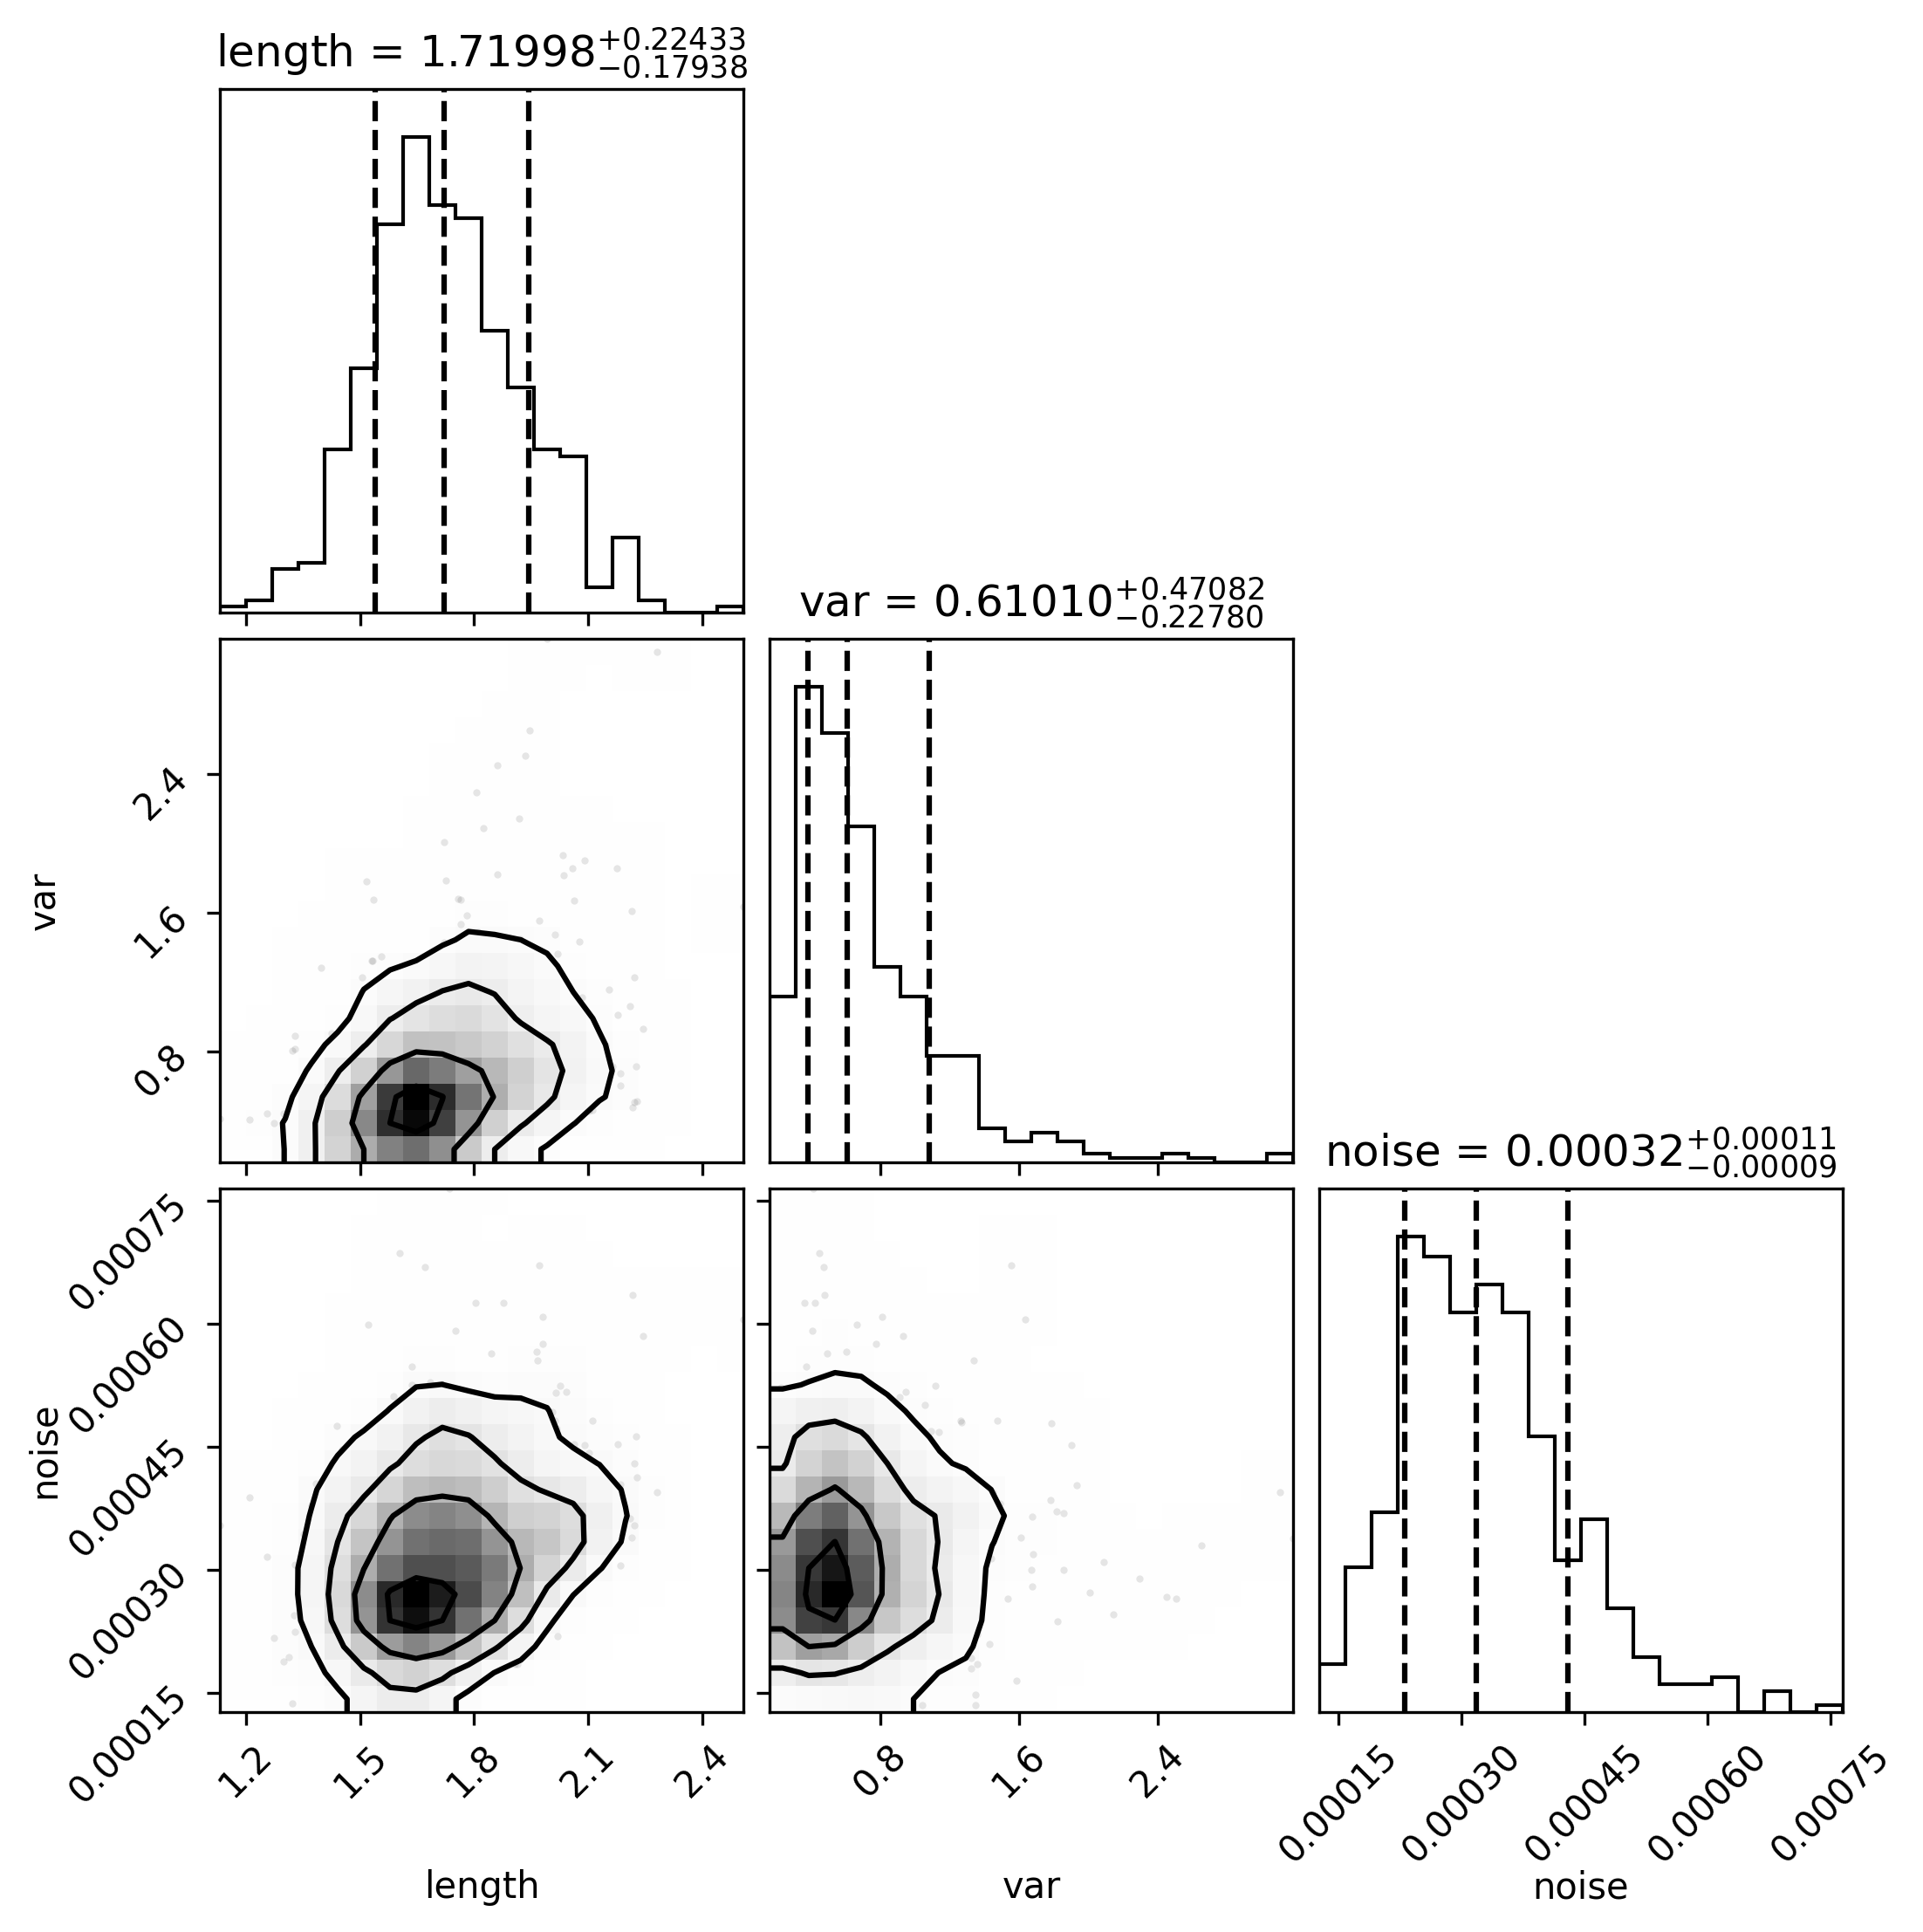 length = 1.71998+0.22433−0.17938
var = 0.61010+0.47082−0.22780
2.4
1.6
0.8
var
noise = 0.00032+0.00011−0.00009
0.00075
0.00060
0.00045
0.00030
0.00015
noise
1.2 1.5 1.8 2.1 2.4
0.8 1.6 2.4
0.00015 0.00030 0.00045 0.00060 0.00075
length
var
noise